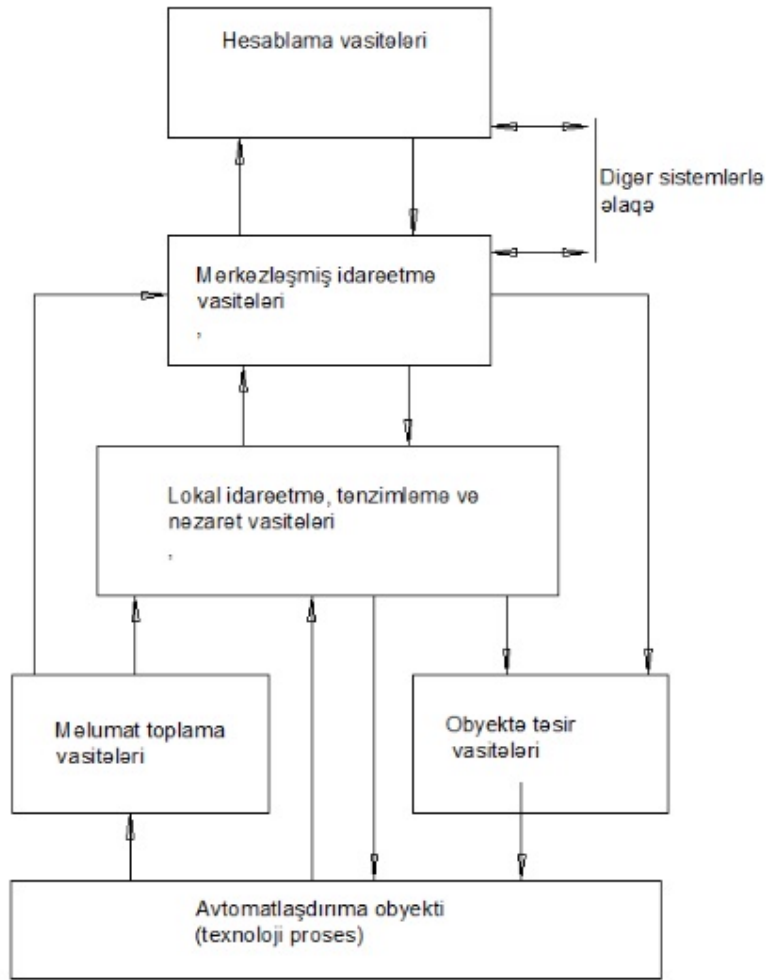 Hesablama vasitələri
Digər sistemlərlə
əlaqə
Mərkəzləşmiş idarəetmə
vasitələri
,
Lokal idarəetmə, tənzimləmə və
nəzarət vasitələri
,
Məlumat toplama
vasitələri
Obyektə təsir
vasitələri
Avtomatlaşdırıma obyekti
(texnoloji proses)